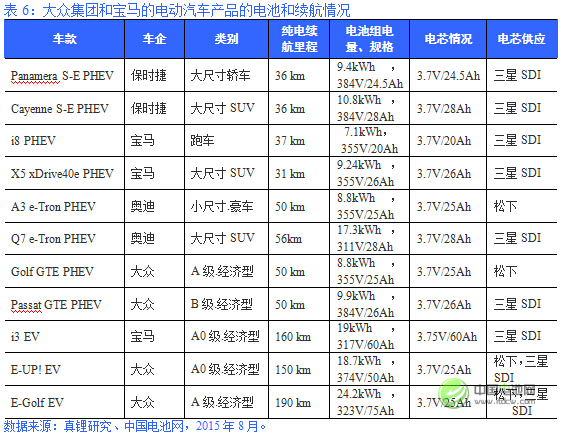 表 6：大众集团和宝马的电动汽车产品的电池和续航情况
车款 车企 类别 纯电续航里程 电池组电量、规格 电芯情况 电芯供应
Panamera S-E PHEV 保时捷 大尺寸轿车 36 km 9.4kWh ，384V/24.5Ah 3.7V/24.5Ah 三星 SDI
Cayenne S-E PHEV 保时捷 大尺寸 SUV 36 km 10.8kWh ，384V/28Ah 3.7V/28Ah 三星 SDI
i8 PHEV 宝马 跑车 37 km 7.1kWh，355V/20Ah 3.7V/20Ah 三星 SDI
X5 xDrive40e PHEV 宝马 大尺寸 SUV 31 km 9.24kWh ，355V/26Ah 3.7V/26Ah 三星 SDI
A3 e-Tron PHEV 奥迪 小尺寸.豪车 50 km 8.8kWh ，355V/25Ah 3.7V/25Ah 松下
Q7 e-Tron PHEV 奥迪 大尺寸 SUV 56km 17.3kWh ，311V/28Ah 3.7V/28Ah 三星 SDI
Golf GTE PHEV 大众 A 级.经济型 50 km 8.8kWh ，355V/25Ah 3.7V/25Ah 松下
Passat GTE PHEV 大众 B 级.经济型 50 km 9.9kWh ，384V/26Ah 3.7V/26Ah 三星 SDI
i3 EV 宝马 A0 级.经济型 160 km 19kWh ，317V/60Ah 3.75V/60Ah 三星 SDI
E-UP! EV 大众 A0 级.经济型 150 km 18.7kWh ，374V/50Ah 3.7V/25Ah 松下，三星 SDI
E-Golf EV 大众 A 级.经济型 190 km 24.2kWh ，323V/75Ah 3.7V/25Ah 松下，三星 SDI
中国电池网
数据来源：真锂研究、中国电池网，2015 年 8 月。